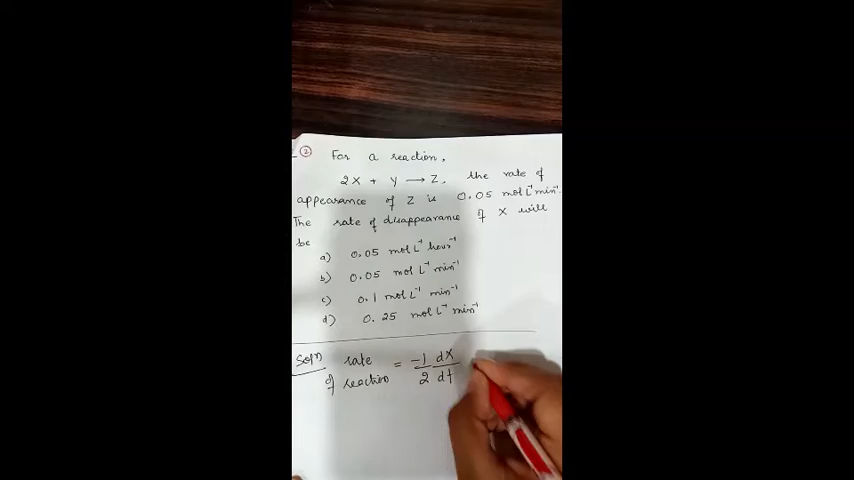 ② For a reaction,
2X + Y → Z. the rate of
appearance of Z is 0.05 mol L⁻¹ min⁻¹.
The rate of disappearance of X will
be
a) 0.05 mol L⁻¹ hour⁻¹
b) 0.05 mol L⁻¹ min⁻¹
c) 0.1 mol L⁻¹ min⁻¹
d) 0.25 mol L⁻¹ min⁻¹
Sol̲n̲ rate of reaction = -1/2 dX/dt